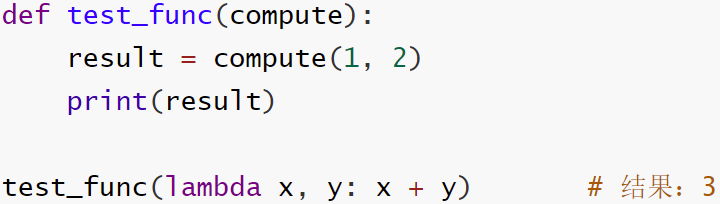 def test_func(compute):
    result = compute(1, 2)
    print(result)
test_func(lambda x, y: x + y)        # 结果：3